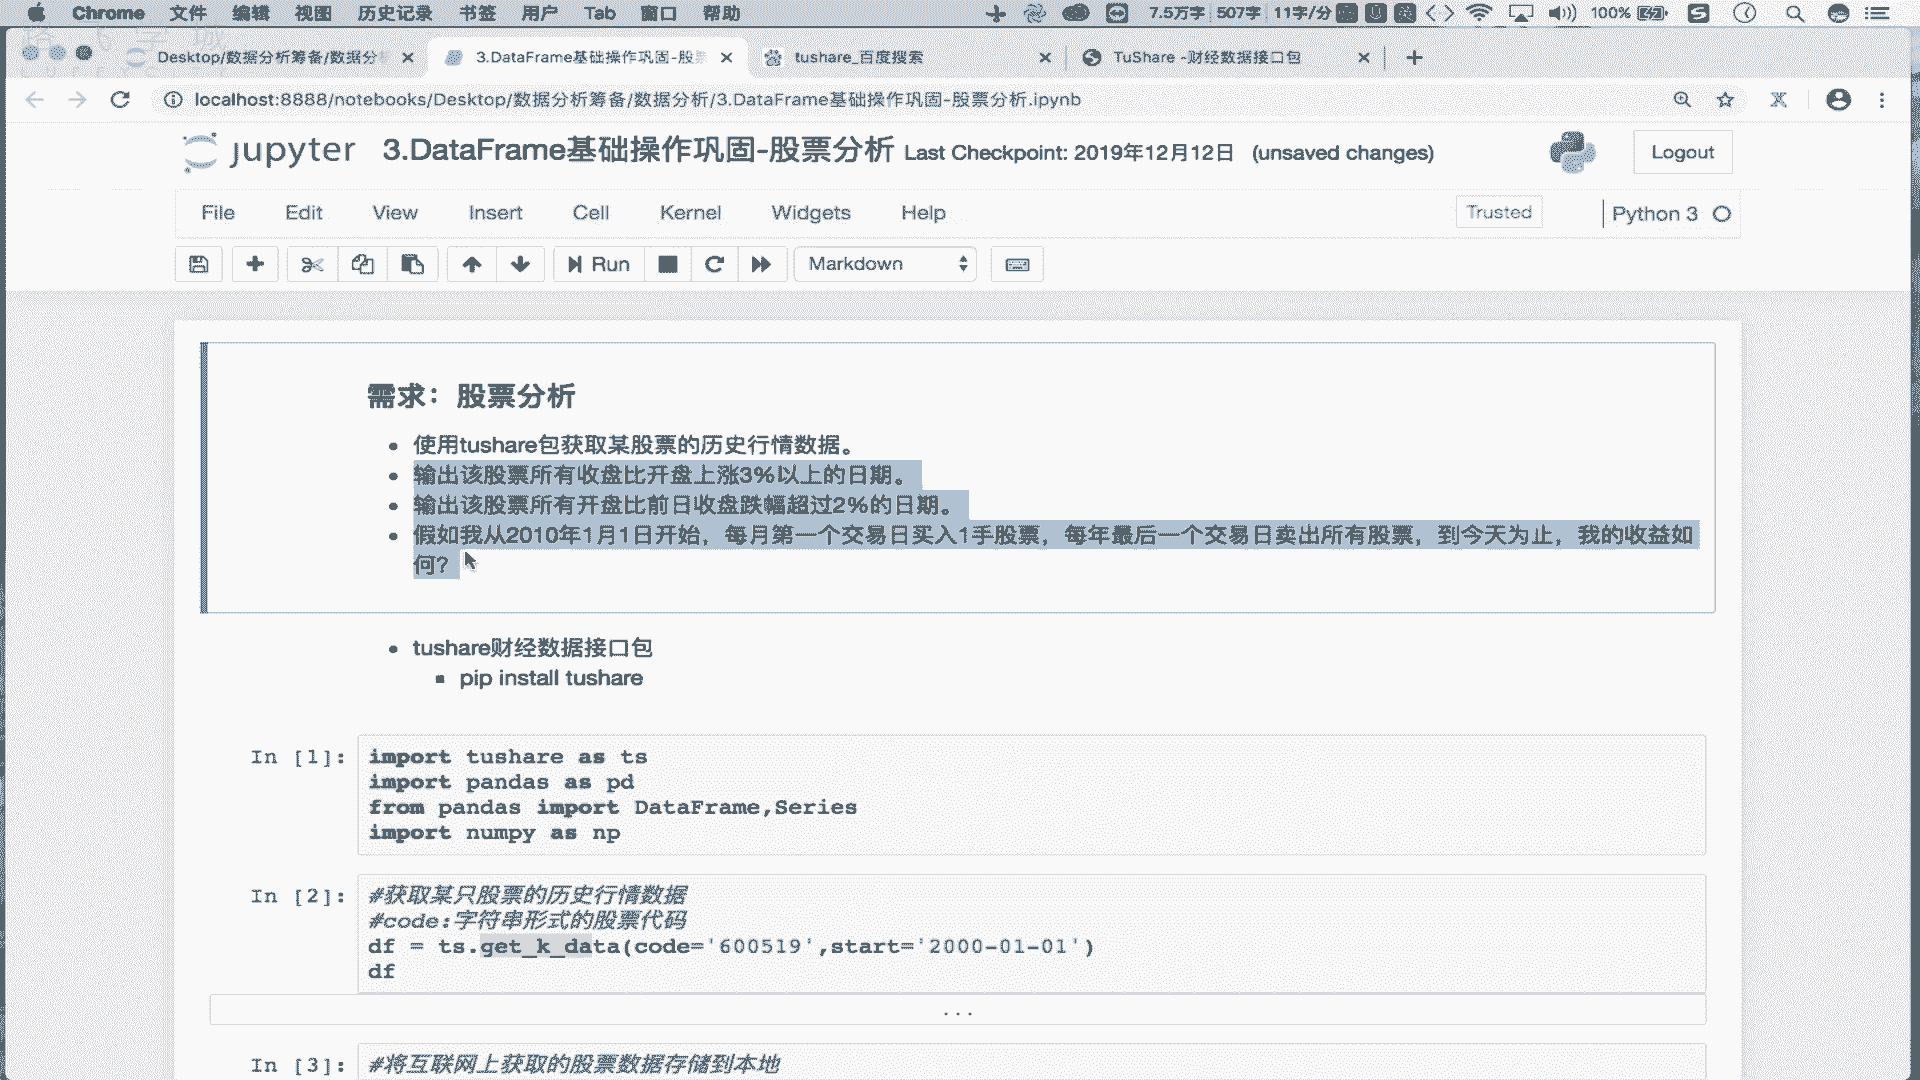 Chrome 文件 编辑 视图 历史记录 书签 用户 Tab 窗口 帮助 7.5万字 507字 11字/分 100%
Desktop/数据分析筹备/数据分析 3.DataFrame基础操作巩固-股票 tushare_百度搜索 TuShare -财经数据接口包
localhost:8888/notebooks/Desktop/数据分析筹备/数据分析/3.DataFrame基础操作巩固-股票分析.ipynb
jupyter 3.DataFrame基础操作巩固-股票分析 Last Checkpoint: 2019年12月12日 (unsaved changes) Logout
File Edit View Insert Cell Kernel Widgets Help Trusted Python 3
Run Markdown
需求：股票分析
使用tushare包获取某股票的历史行情数据。
输出该股票所有收盘比开盘上涨3%以上的日期。
输出该股票所有开盘比前日收盘跌幅超过2%的日期。
假如我从2010年1月1日开始，每月第一个交易日买入1手股票，每年最后一个交易日卖出所有股票，到今天为止，我的收益如
何？
tushare财经数据接口包
pip install tushare
In [1]: import tushare as ts
import pandas as pd
from pandas import DataFrame,Series
import numpy as np
In [2]: #获取某只股票的历史行情数据
#code:字符串形式的股票代码
df = ts.get_k_data(code='600519',start='2000-01-01')
df
...
In [3]: #将互联网上获取的股票数据存储到本地